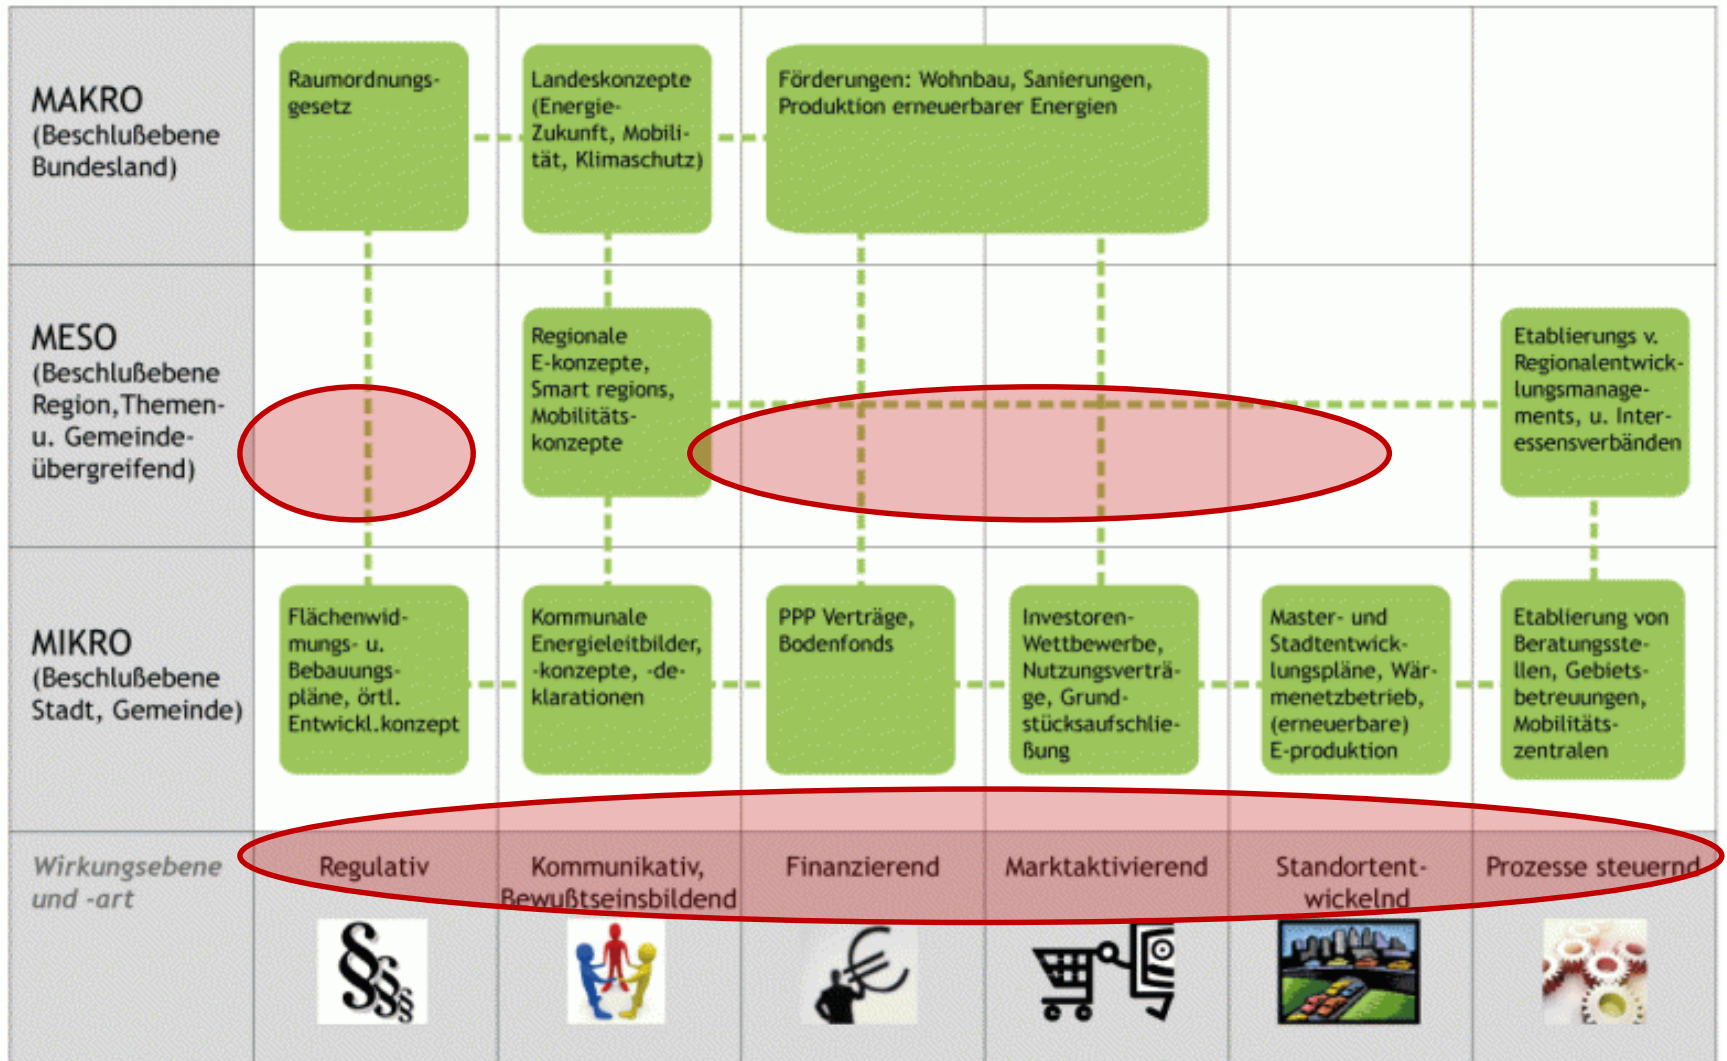 MAKRO
(Beschlußebene
Bundesland)
Raumordnungs-
gesetz
Landeskonzepte
(Energie-
Zukunft, Mobili-
tät, Klimaschutz)
Förderungen: Wohnbau, Sanierungen,
Produktion erneuerbarer Energien
MESO
(Beschlußebene
Region,Themen-
u. Gemeinde-
übergreifend)
Regionale
E-konzepte,
Smart regions,
Mobilitäts-
konzepte
Etablierungs v.
Regionalentwick-
lungsmanage-
ments, u. Inter-
essensverbänden
MIKRO
(Beschlußebene
Stadt, Gemeinde)
Flächenwid-
mungs- u.
Bebauungs-
pläne, örtl.
Entwickl.konzept
Kommunale
Energieleitbilder,
-konzepte, -de-
klarationen
PPP Verträge,
Bodenfonds
Investoren-
Wettbewerbe,
Nutzungsverträ-
ge, Grund-
stücksaufschlie-
ßung
Master- und
Stadtentwick-
lungspläne, Wär-
menetzbetrieb,
(erneuerbare)
E-produktion
Etablierung von
Beratungsste-
llen, Gebiets-
betreuungen,
Mobilitäts-
zentralen
Wirkungsebene
und -art
Regulativ
Kommunikativ,
Bewußtseinsbildend
Finanzierend
Marktaktivierend
Standortent-
wickelnd
Prozesse steuernd
§
§
§
§
€